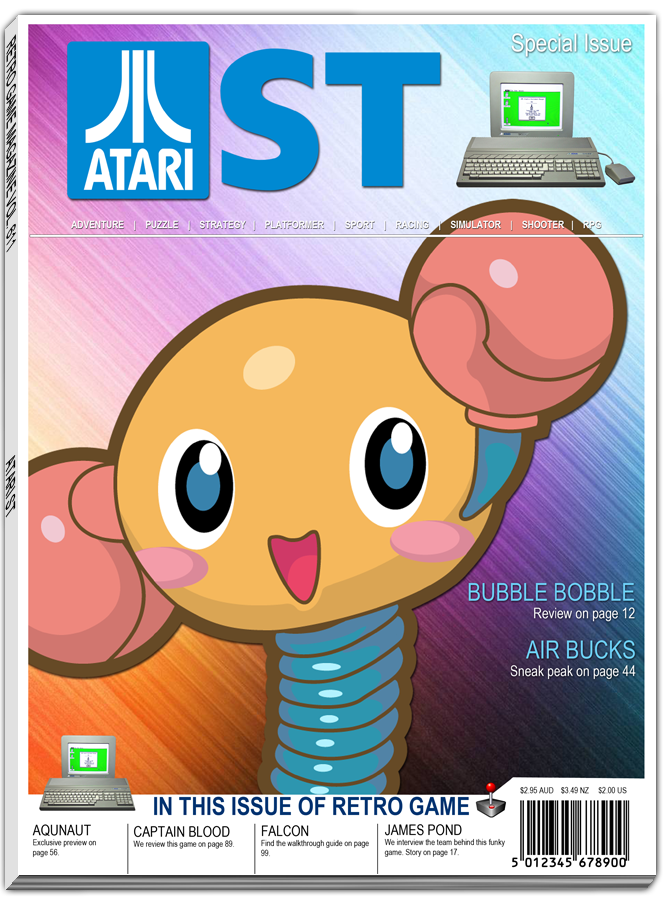 Special Issue
ATARI
ST
ADVENTURE | PUZZLE | STRATEGY | PLATFORMER | SPORT | RACING | SIMULATOR | SHOOTER | RPG
BUBBLE BOBBLE
Review on page 12
AIR BUCKS
Sneak peak on page 44
IN THIS ISSUE OF RETRO GAME
$2.95 AUD $3.49 NZ $2.00 US
AQUNAUT
Exclusive preview on
page 56.
CAPTAIN BLOOD
We review this game on page 89.
FALCON
Find the walkthrough guide on page
99.
JAMES POND
We interview the team behind this funky
game. Story on page 17.
5 012345 678900